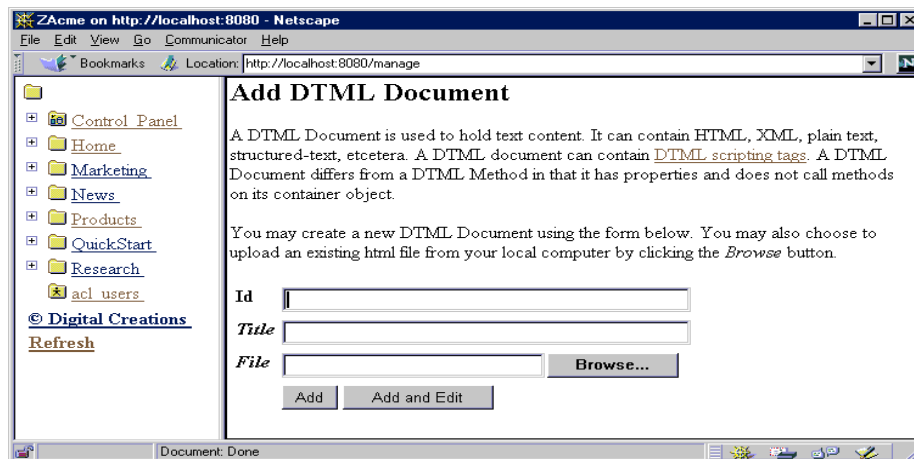 ZAcme on http://localhost:8080 - Netscape
File Edit View Go Communicator Help
Bookmarks Location: http://localhost:8080/manage
N
Control Panel
Home
Marketing
News
Products
QuickStart
Research
acl_users
© Digital Creations
Refresh
Add DTML Document
A DTML Document is used to hold text content. It can contain HTML, XML, plain text,
structured-text, etcetera. A DTML document can contain DTML scripting tags. A DTML
Document differs from a DTML Method in that it has properties and does not call methods
on its container object.
You may create a new DTML Document using the form below. You may also choose to
upload an existing html file from your local computer by clicking the Browse button.
Id
Title
File Browse...
Add Add and Edit
Document: Done